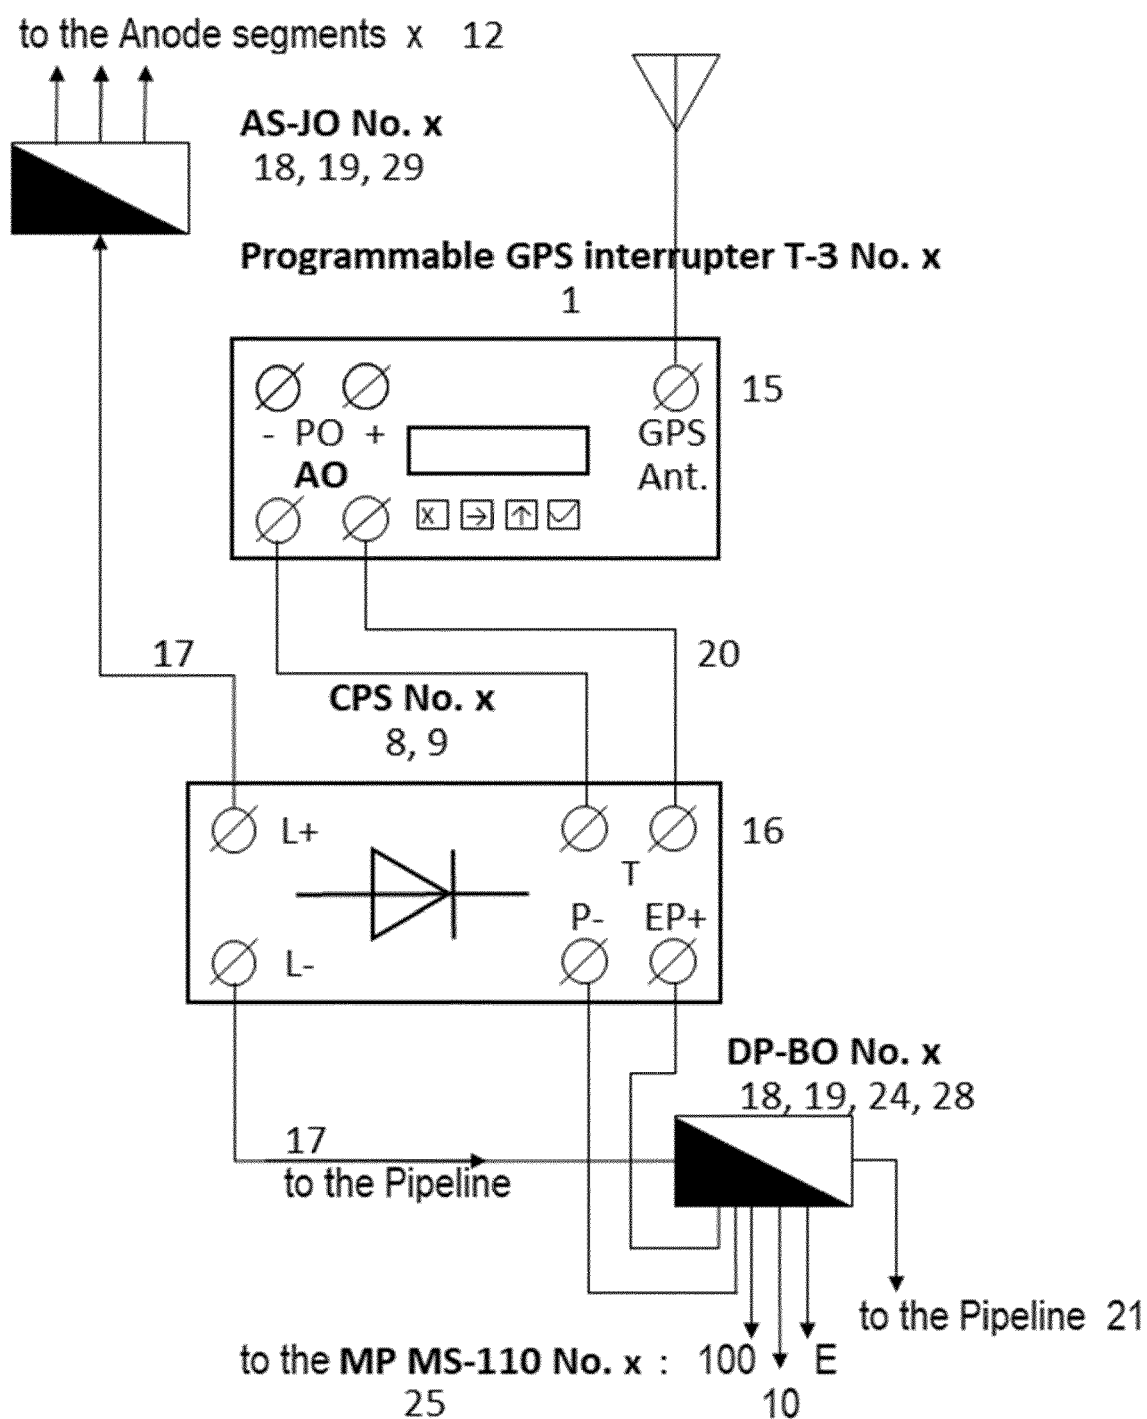 to the Anode segments x 12
AS-JO No. x
18, 19, 29
Programmable GPS interrupter T-3 No. x
1
15
- PO +
GPS
AO
Ant.
x
17
20
CPS No. x
8, 9
L+
16
T
P- EP+
L-
DP-BO No. x
18, 19, 24, 28
17
to the Pipeline
to the Pipeline 21
to the MP MS-110 No. x : 100 E
25
10